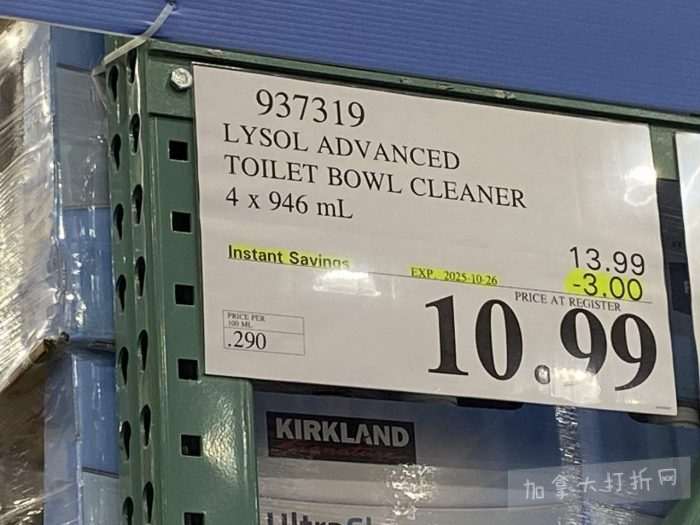 937319
LYSOL ADVANCED
TOILET BOWL CLEANER
4 x 946 mL
13.99
Instant Savings EXP. 2025-10-26 -3.00
PRICE AT REGISTER
PRICE PER
100 ML
.290
10.99
KIRKLAND
Signature
加拿大打折网